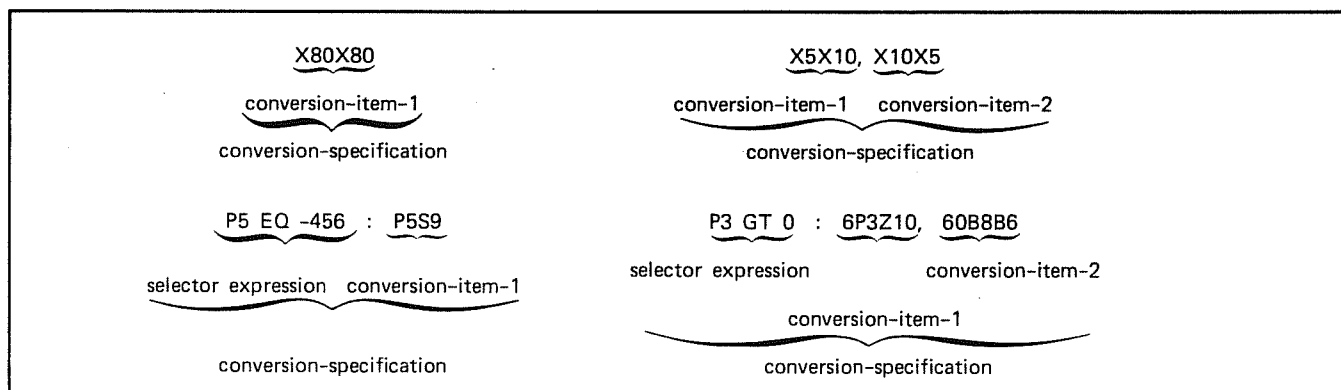 X80X80
conversion-item-1
conversion-specification
X5X10, X10X5
conversion-item-1 conversion-item-2
conversion-specification
P5 EQ -456 : P5S9
selector expression conversion-item-1
conversion-specification
P3 GT 0 : 6P3Z10, 60B8B6
selector expression conversion-item-2
conversion-item-1
conversion-specification